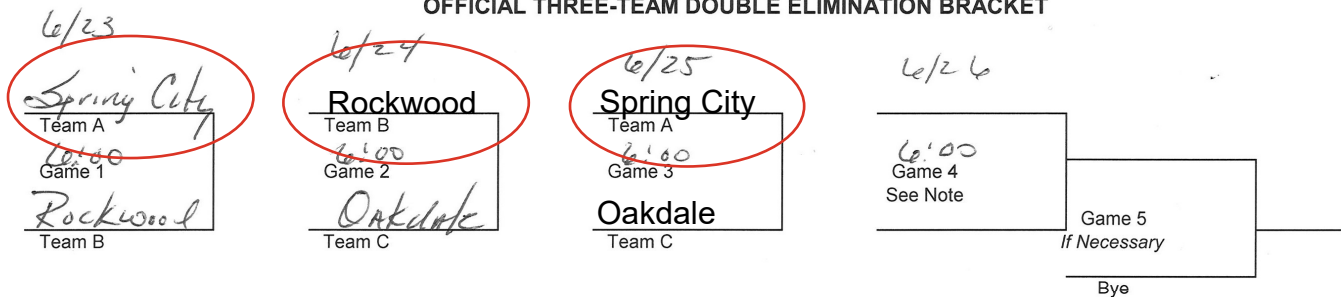 OFFICIAL THREE-TEAM DOUBLE ELIMINATION BRACKET
6/23
Spring City
Team A
6:00
Game 1
Rockwood
Team B
6/24
Rockwood
Team B
6:00
Game 2
Oakdale
Team C
6/25
Spring City
Team A
6:00
Game 3
Oakdale
Team C
6/26
6:00
Game 4
See Note
Game 5
If Necessary
Bye